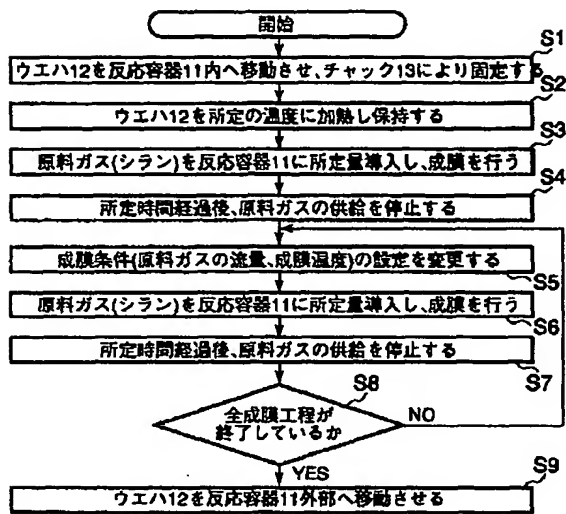 開始
S1
ウエハ12を反応容器11内へ移動させ、チャック13により固定する
S2
ウエハ12を所定の温度に加熱し保持する
S3
原料ガス(シラン)を反応容器11に所定量導入し、成膜を行う
S4
所定時間経過後、原料ガスの供給を停止する
成膜条件(原料ガスの流量、成膜温度)の設定を変更する
S5
原料ガス(シラン)を反応容器11に所定量導入し、成膜を行う
S6
所定時間経過後、原料ガスの供給を停止する
S7
S8
全成膜工程が
終了しているか
NO
YES
S9
ウエハ12を反応容器11外部へ移動させる